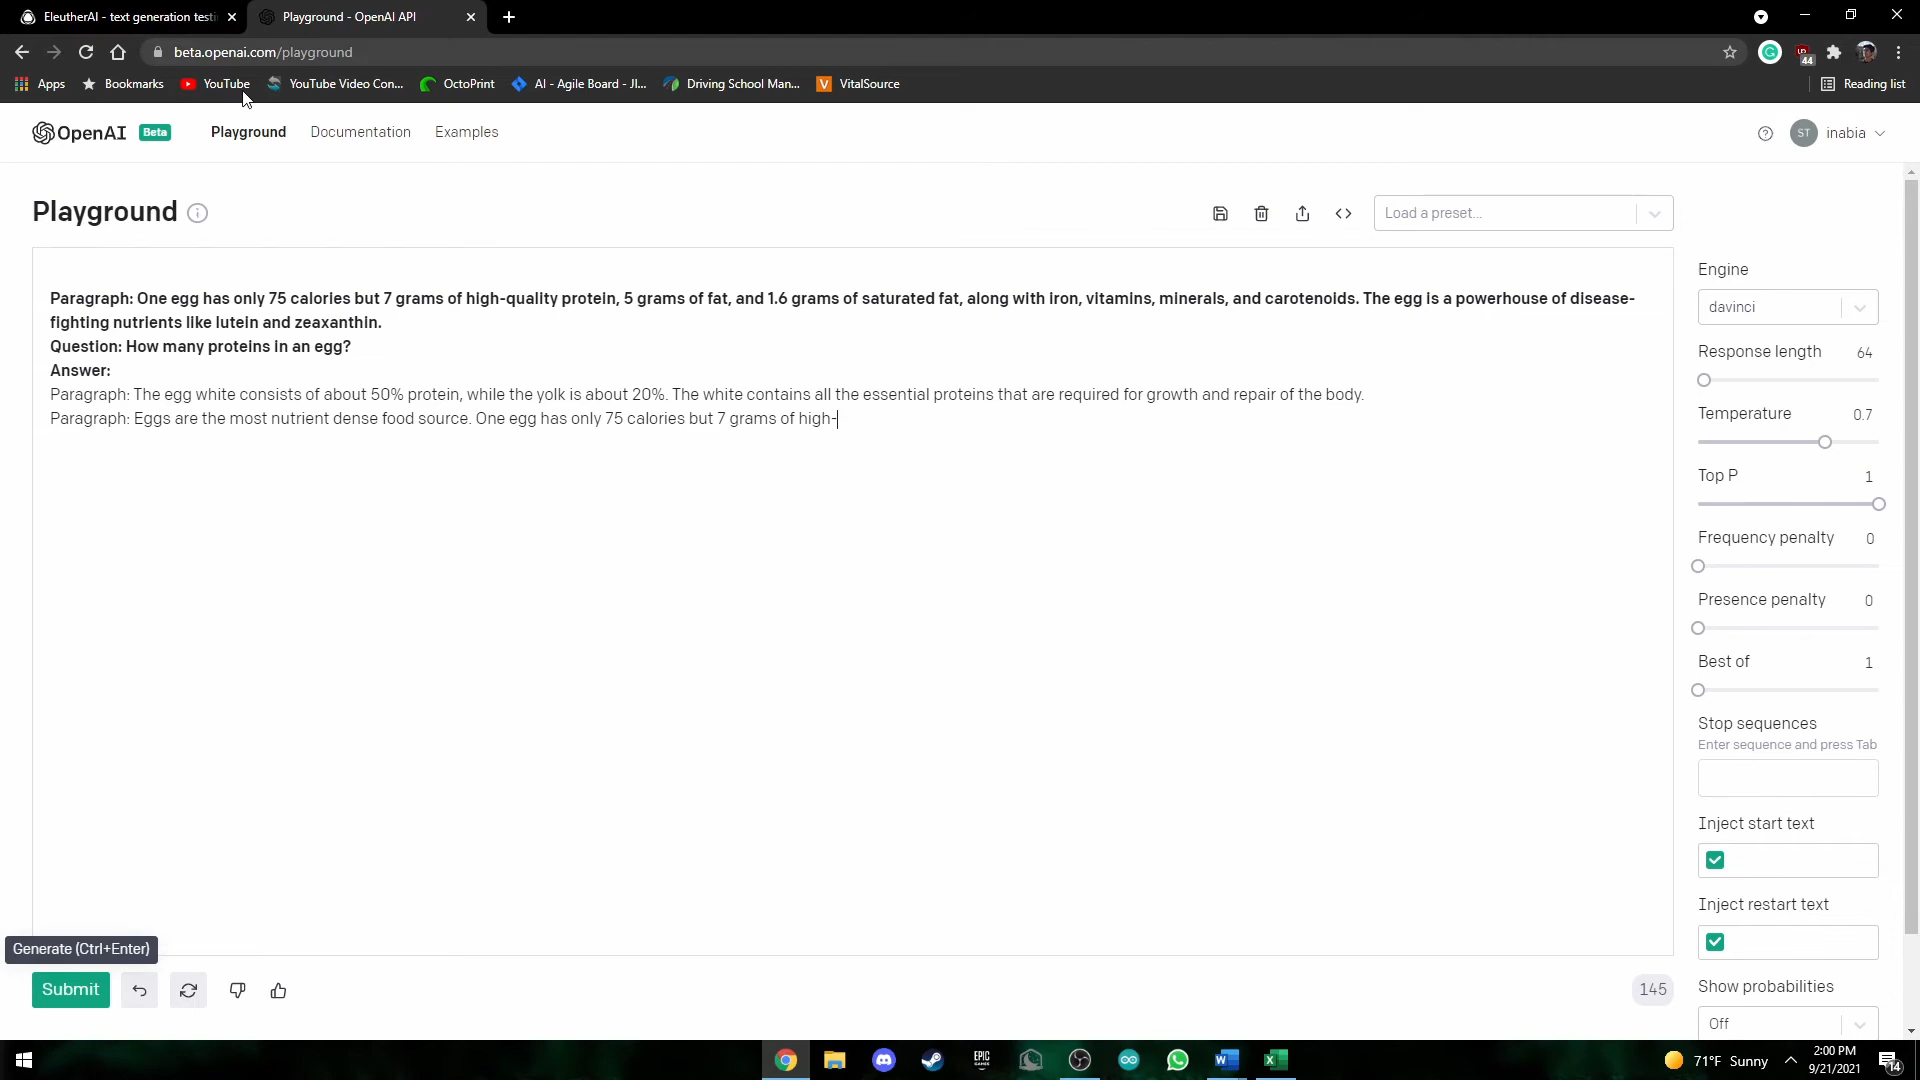 EleutherAI - text generation testi
Playground - OpenAI API
beta.openai.com/playground
44
Apps
Bookmarks
YouTube
YouTube Video Con...
OctoPrint
AI - Agile Board - JI...
Driving School Man...
VitalSource
Reading list
OpenAI
Beta
Playground
Documentation
Examples
ST
inabia
Playground
Load a preset...
Paragraph: One egg has only 75 calories but 7 grams of high-quality protein, 5 grams of fat, and 1.6 grams of saturated fat, along with iron, vitamins, minerals, and carotenoids. The egg is a powerhouse of disease-
fighting nutrients like lutein and zeaxanthin.
Question: How many proteins in an egg?
Answer:
Paragraph: The egg white consists of about 50% protein, while the yolk is about 20%. The white contains all the essential proteins that are required for growth and repair of the body.
Paragraph: Eggs are the most nutrient dense food source. One egg has only 75 calories but 7 grams of high-
Engine
davinci
Response length 64
Temperature 0.7
Top P 1
Frequency penalty 0
Presence penalty 0
Best of 1
Stop sequences
Enter sequence and press Tab
Inject start text
Inject restart text
Show probabilities
Off
Generate (Ctrl+Enter)
Submit
145
EPIC
GAMES
71°F Sunny
2:00 PM
9/21/2021
14